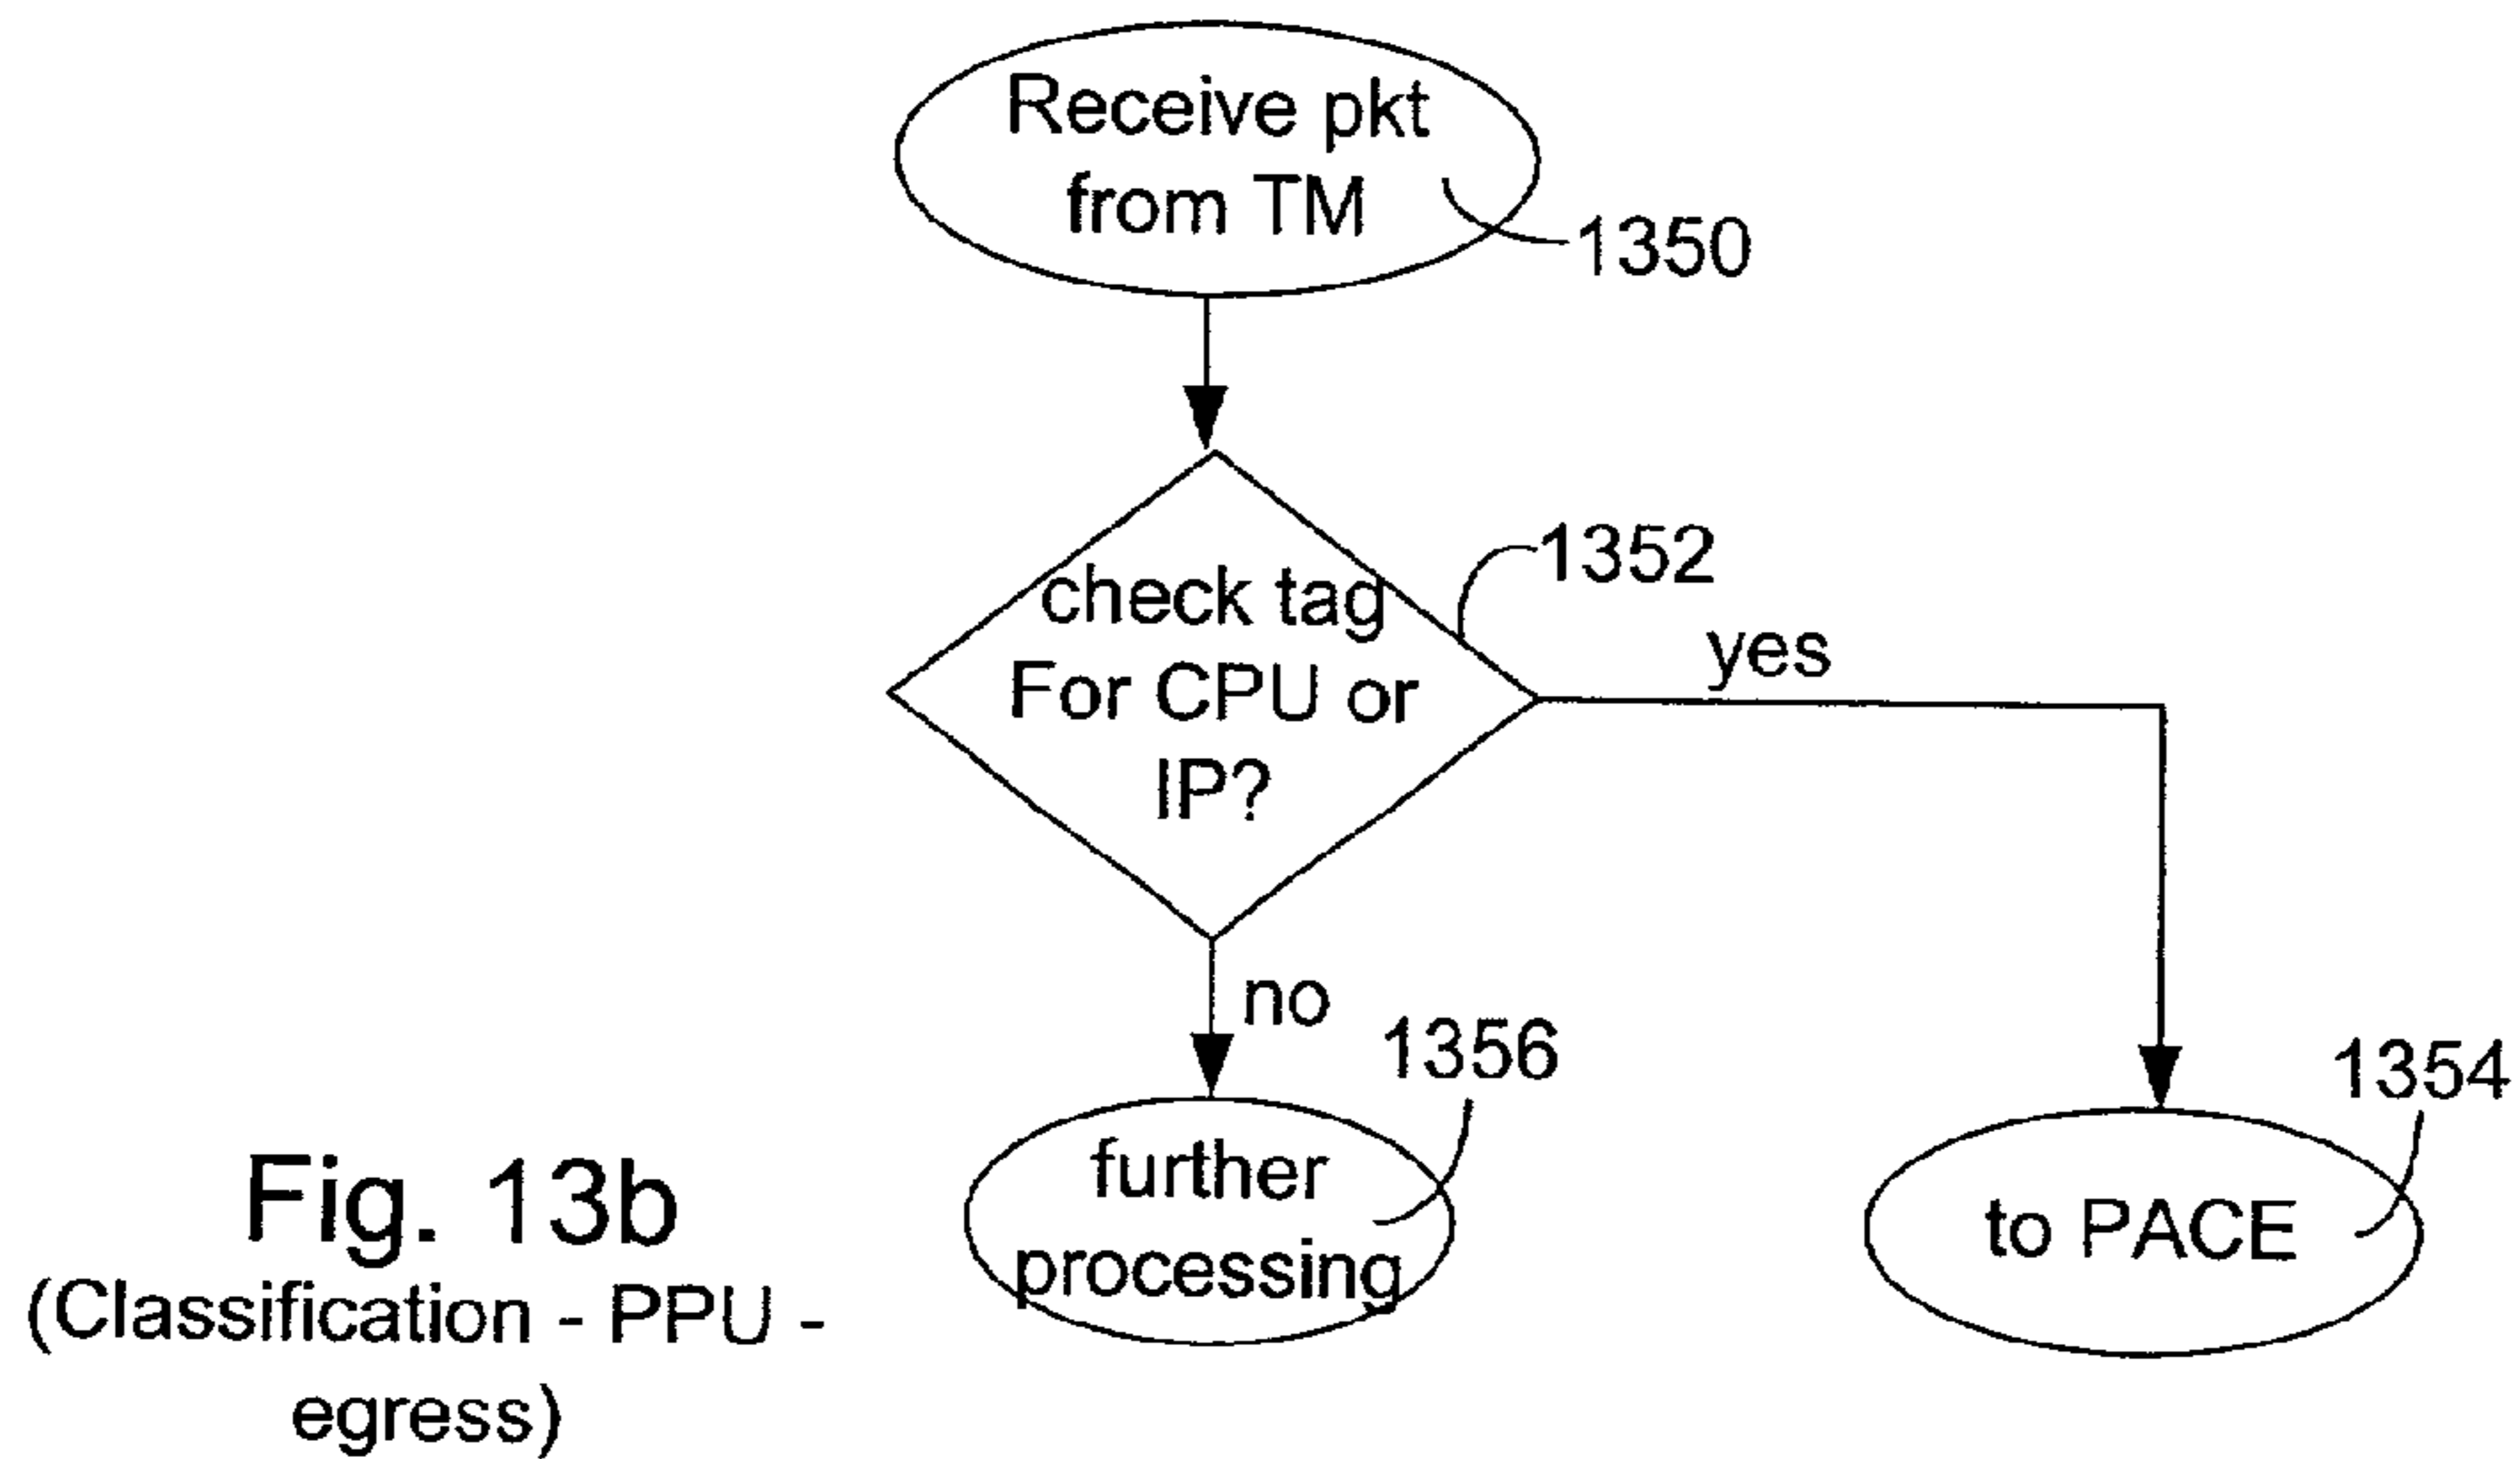 Receive pkt
from TM
1350
check tag
For CPU or
IP?
1352
yes
no
1356
further
processing
1354
to PACE
Fig. 13b
(Classification - PPU -
egress)